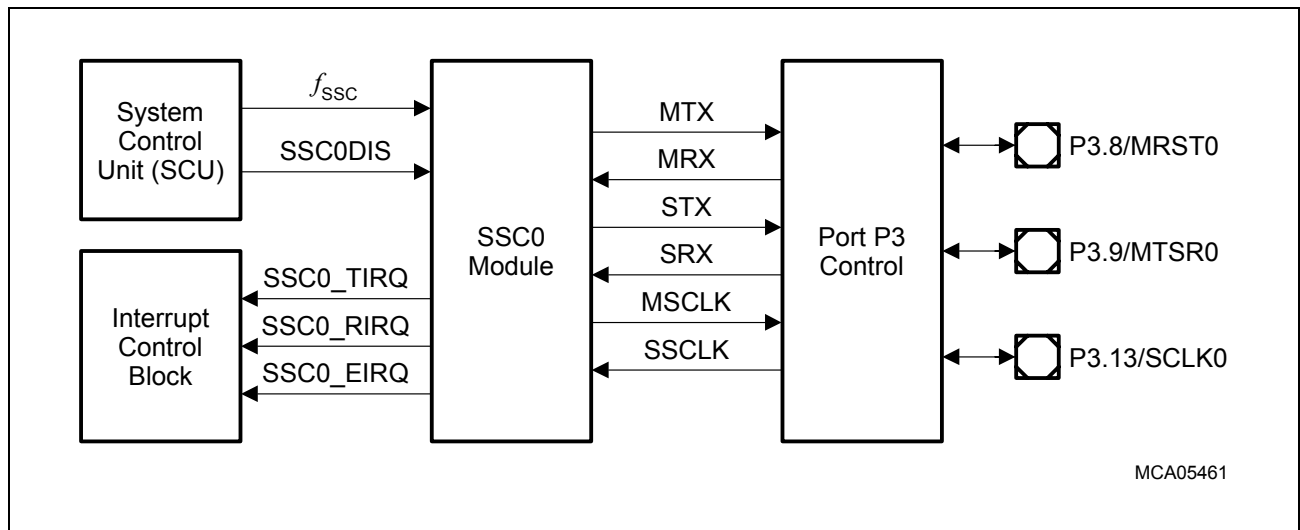 System
Control
Unit (SCU)
fSSC
SSC0DIS
Interrupt
Control
Block
SSC0_TIRQ
SSC0_RIRQ
SSC0_EIRQ
SSC0
Module
MTX
MRX
STX
SRX
MSCLK
SSCLK
Port P3
Control
P3.8/MRST0
P3.9/MTSR0
P3.13/SCLK0
MCA05461